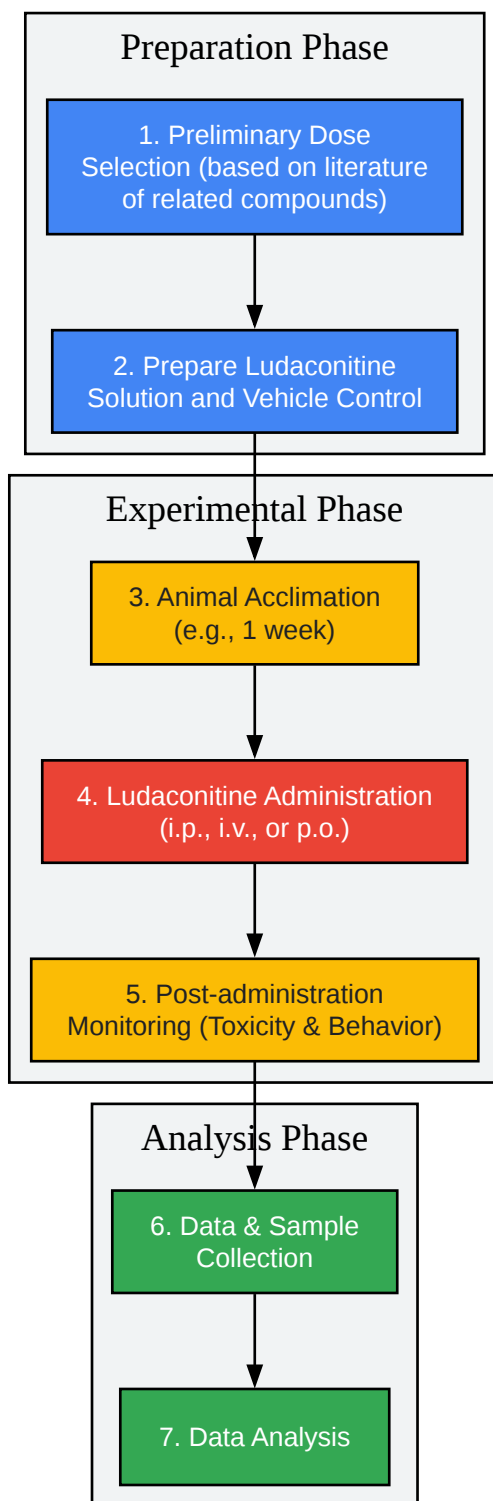 Preparation Phase
1. Preliminary Dose
Selection (based on literature
of related compounds)
2. Prepare Ludaconitine
Solution and Vehicle Control
Experimental Phase
3. Animal Acclimation
(e.g., 1 week)
4. Ludaconitine Administration
(i.p., i.v., or p.o.)
5. Post-administration
Monitoring (Toxicity & Behavior)
Analysis Phase
6. Data & Sample
Collection
7. Data Analysis